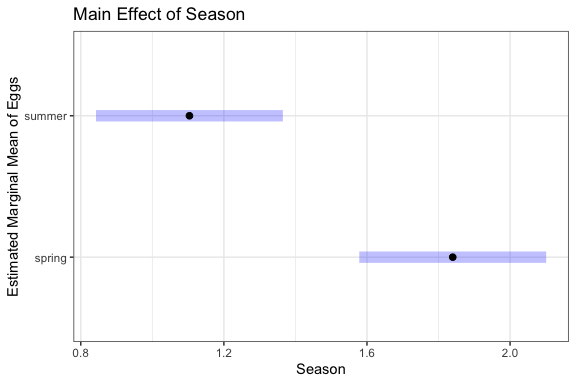 Main Effect of Season
Estimated Marginal Mean of Eggs
summer
spring
0.8 1.2 1.6 2.0
Season